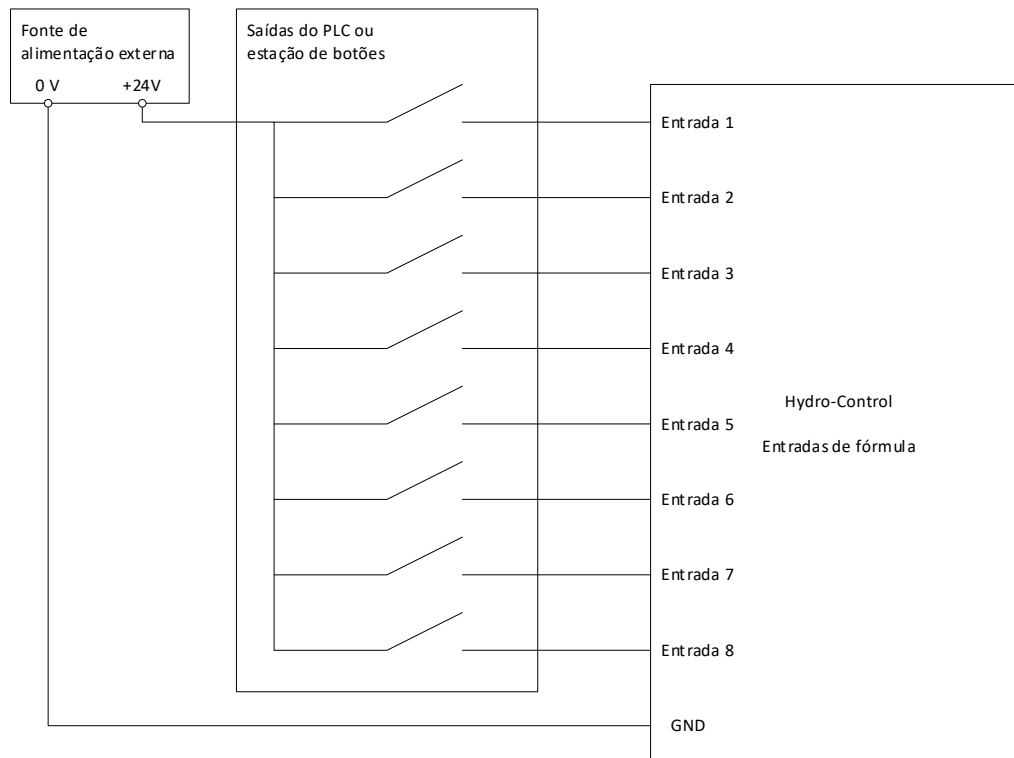 Fonte de
alimentação externa
0 V
+24V
Saídas do PLC ou
estação de botões
Entrada 1
Entrada 2
Entrada 3
Entrada 4
Entrada 5
Entrada 6
Entrada 7
Entrada 8
Hydro-Control
Entradas de fórmula
GND